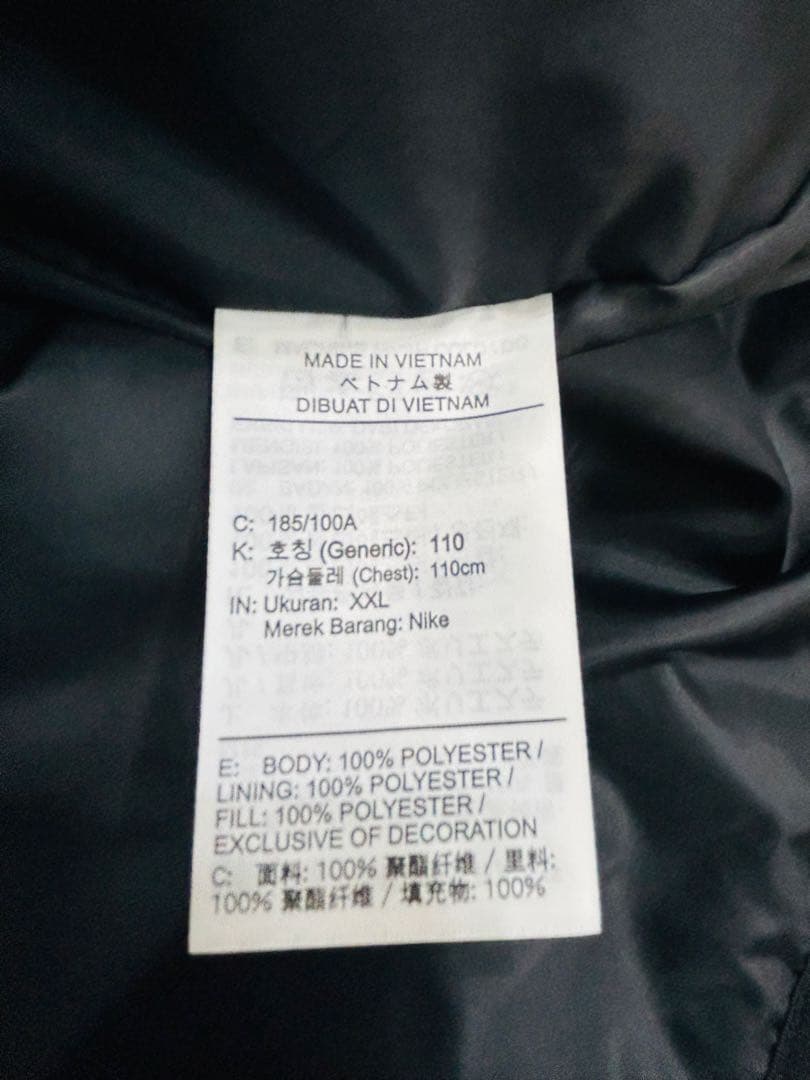 MADE IN VIETNAM
ベトナム製
DIBUAT DI VIETNAM
C: 185/100A
K: 호칭 (Generic): 110
가슴둘레 (Chest): 110cm
IN: Ukuran: XXL
Merek Barang: Nike
E: BODY: 100% POLYESTER /
LINING: 100% POLYESTER /
FILL: 100% POLYESTER /
EXCLUSIVE OF DECORATION
C: 面料: 100% 聚酯纤维 / 里料:
100% 聚酯纤维 / 填充物: 100%